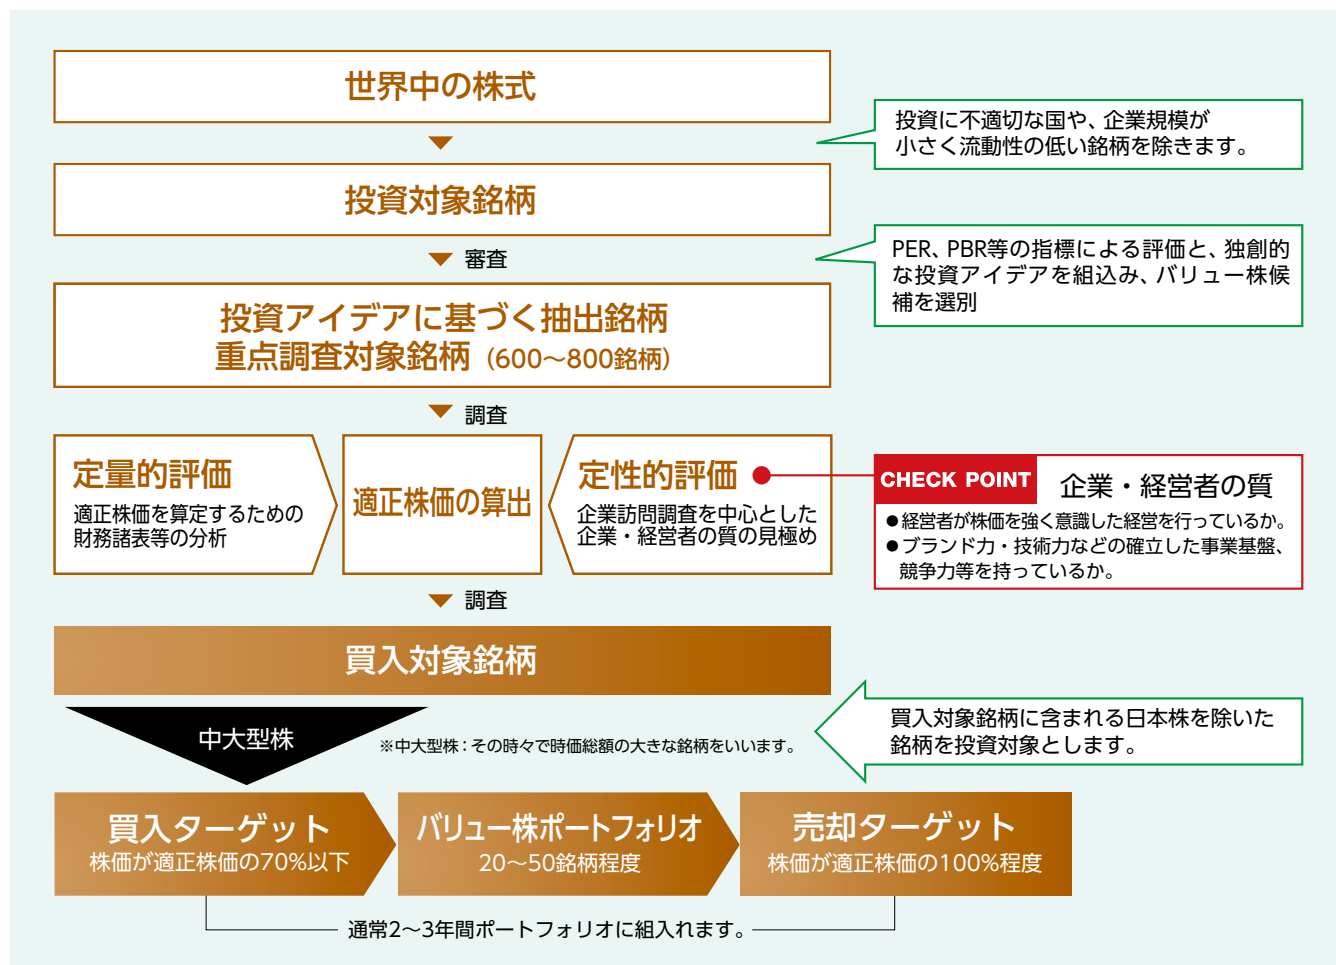 世界中の株式
投資に不適切な国や、企業規模が
小さく流動性の低い銘柄を除きます。
投資対象銘柄
審査
PER、PBR等の指標による評価と、独創的
な投資アイデアを組込み、バリュー株候
補を選別
投資アイデアに基づく抽出銘柄
重点調査対象銘柄（600〜800銘柄）
調査
定量的評価
適正株価を算定するための
財務諸表等の分析
適正株価の算出
定性的評価
企業訪問調査を中心とした
企業・経営者の質の見極め
CHECK POINT 企業・経営者の質
●経営者が株価を強く意識した経営を行っているか。
●ブランド力・技術力などの確立した事業基盤、
競争力等を持っているか。
調査
買入対象銘柄
中大型株
※中大型株：その時々で時価総額の大きな銘柄をいいます。
買入対象銘柄に含まれる日本株を除いた
銘柄を投資対象とします。
買入ターゲット
株価が適正株価の70%以下
バリュー株ポートフォリオ
20〜50銘柄程度
売却ターゲット
株価が適正株価の100%程度
通常2〜3年間ポートフォリオに組入れます。